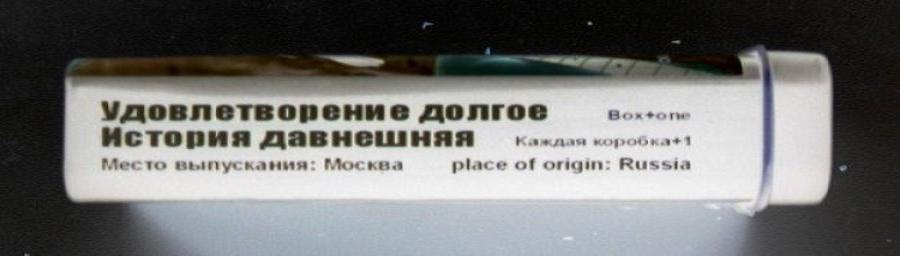 Удовлетворение долгое
Box+one
История давнешняя
Каждая коробка+1
Место выпускания: Москва
place of origin: Russia